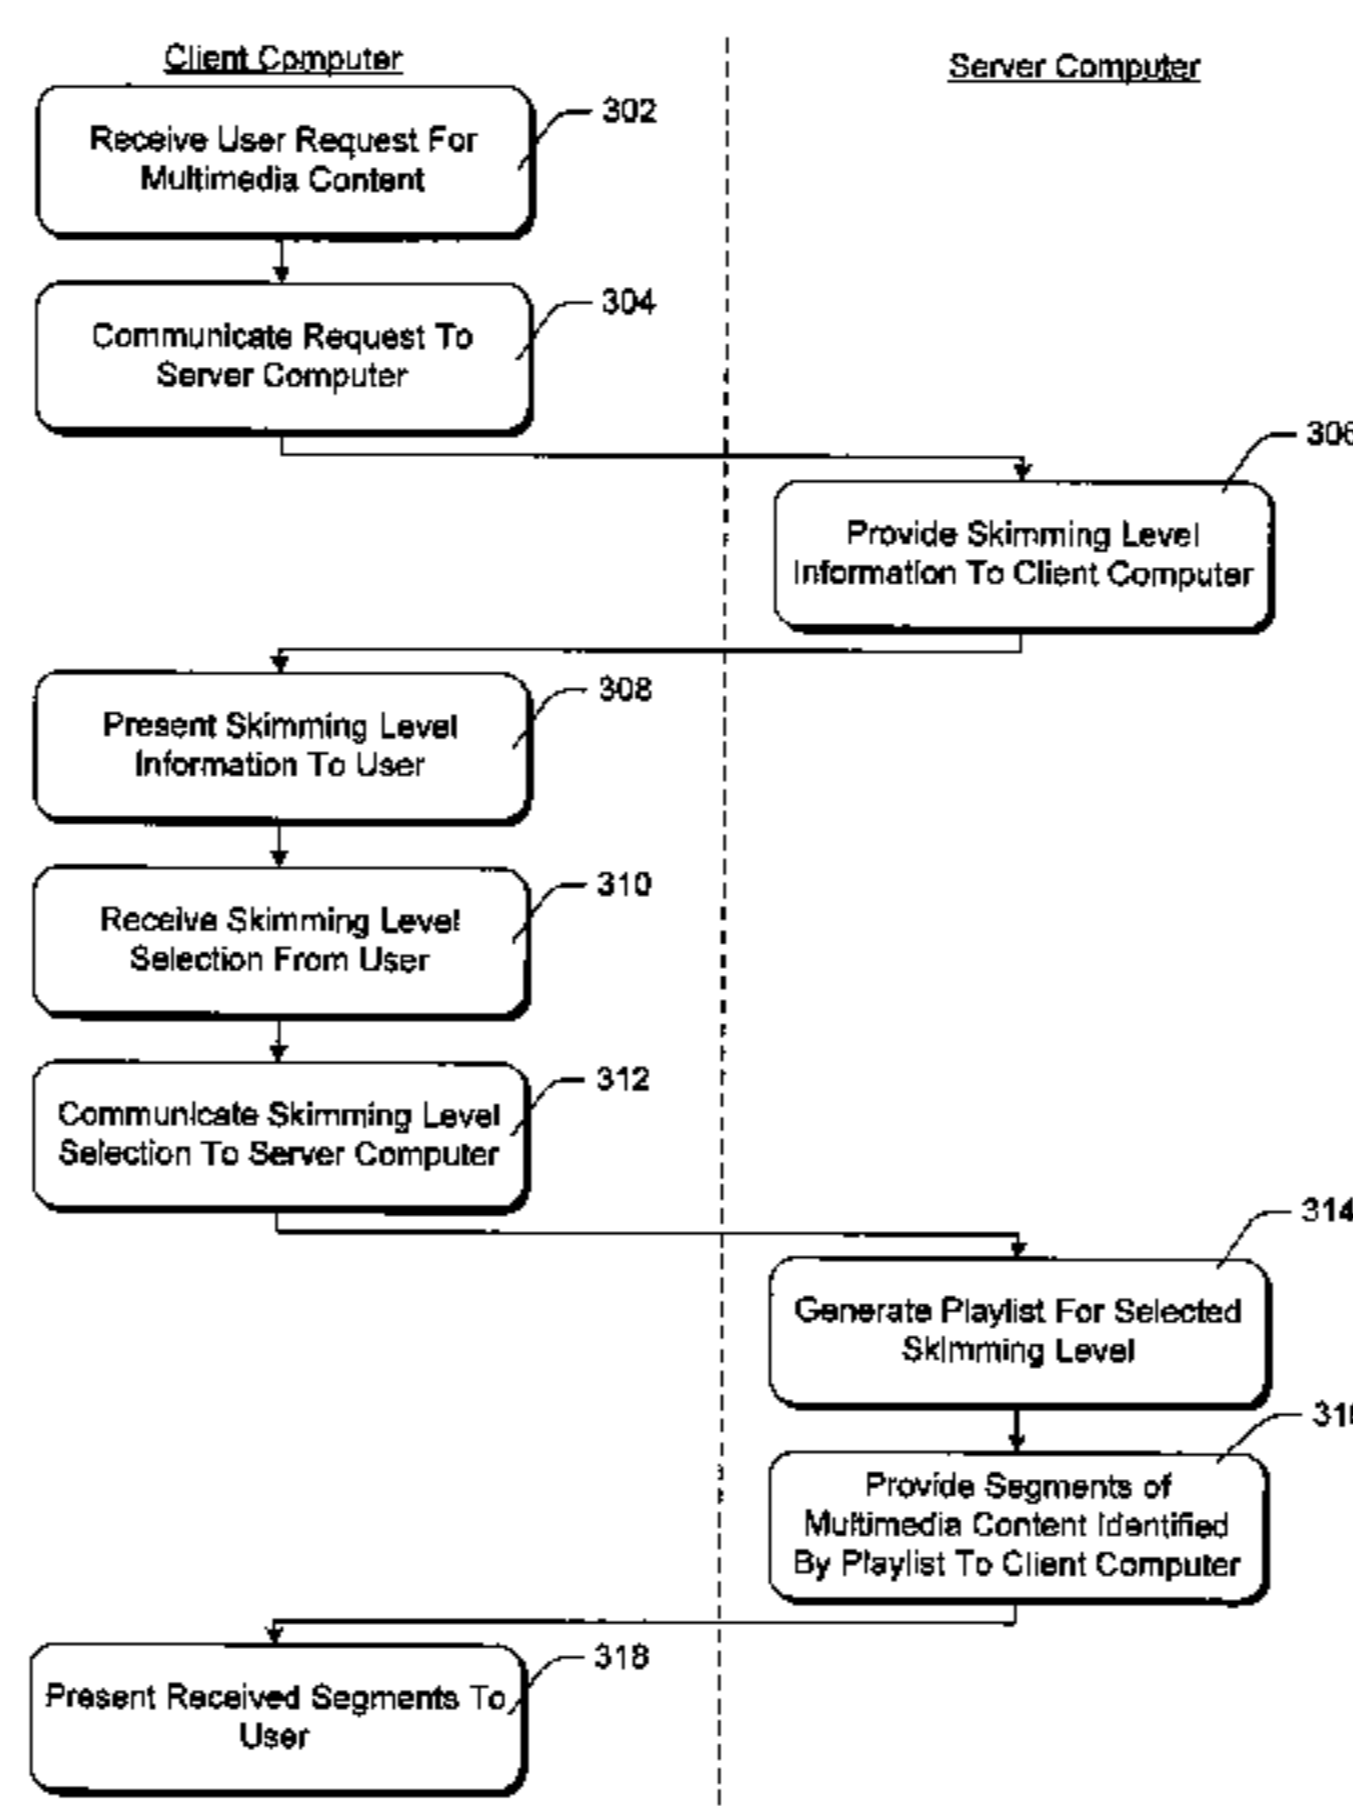 Client Computer
Server Computer
Receive User Request For
Multimedia Content
302
Communicate Request To
Server Computer
304
306
Provide Skimming Level
Information To Client Computer
Present Skimming Level
Information To User
308
Receive Skimming Level
Selection From User
310
Communicate Skimming Level
Selection To Server Computer
312
314
Generate Playlist For Selected
Skimming Level
316
Provide Segments of
Multimedia Content Identified
By Playlist To Client Computer
Present Received Segments To
User
318